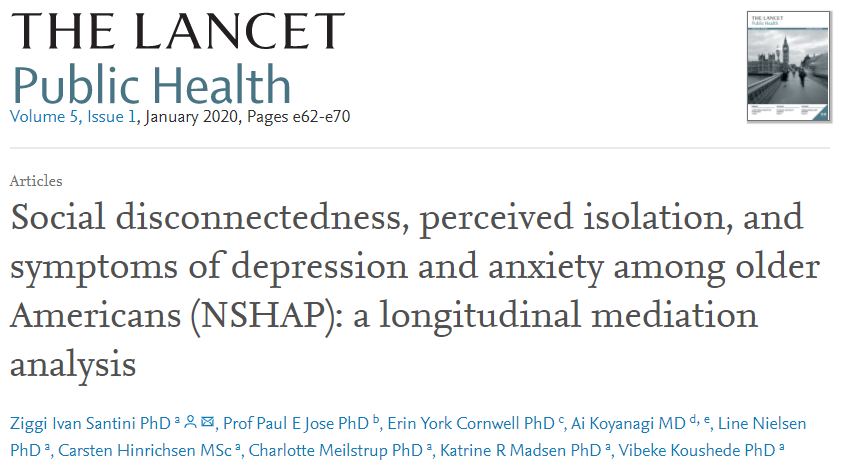 THE LANCET
Public Health
Volume 5, Issue 1, January 2020, Pages e62-e70
THE LANCET
Articles
Social disconnectedness, perceived isolation, and
symptoms of depression and anxiety among older
Americans (NSHAP): a longitudinal mediation
analysis
Ziggi Ivan Santini PhD a, Prof Paul E Jose PhD b, Erin York Cornwell PhD c, Ai Koyanagi MD d, e, Line Nielsen
PhD a, Carsten Hinrichsen MSc a, Charlotte Meilstrup PhD a, Katrine R Madsen PhD a, Vibeke Koushede PhD a